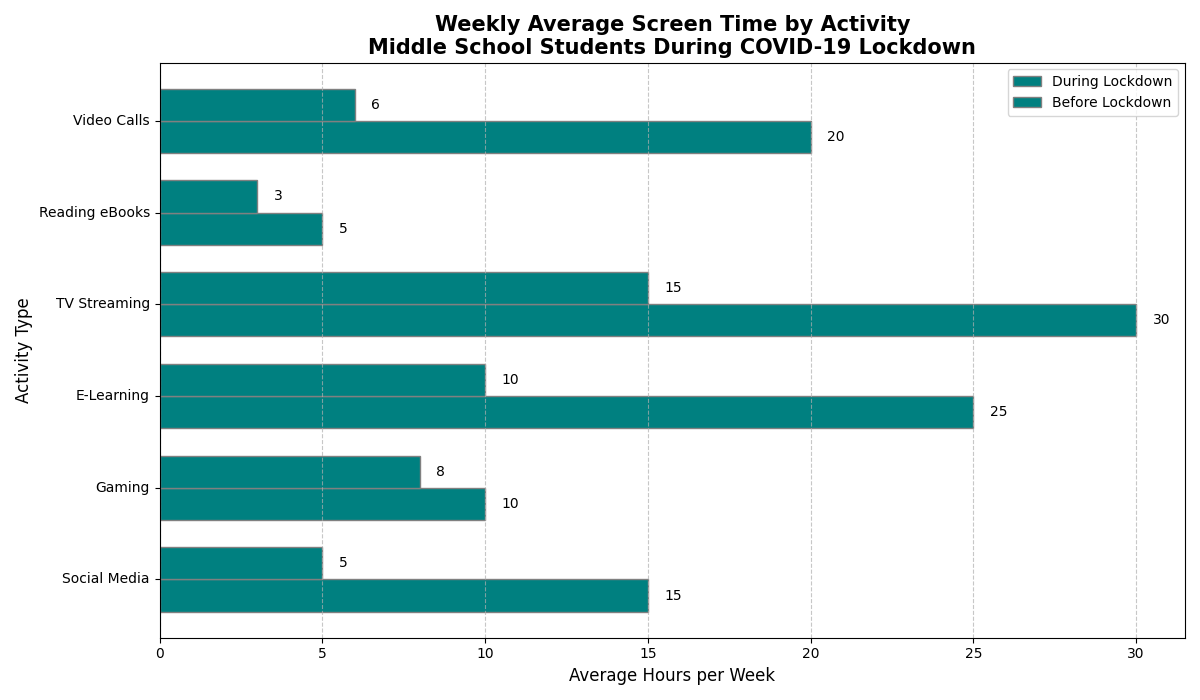 Weekly Average Screen Time by Activity
Middle School Students During COVID-19 Lockdown
During Lockdown
Before Lockdown
Activity Type
Video Calls
6
20
Reading eBooks
3
5
TV Streaming
15
30
E-Learning
10
25
Gaming
8
10
Social Media
5
15
0 5 10 15 20 25 30
Average Hours per Week